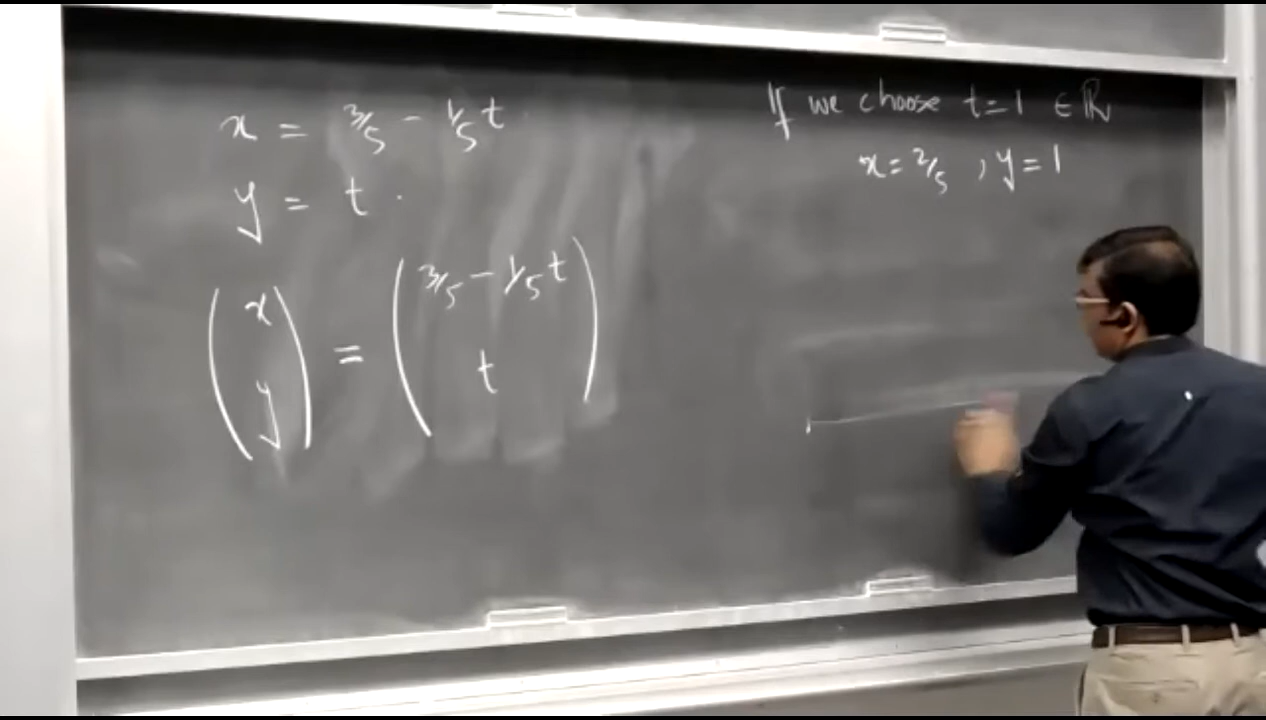 x = 3/5 - 1/5 t
y = t.
(x y) = (3/5 - 1/5 t t)
If we choose t=1 ∈ ℝ
x = 2/5 , y = 1